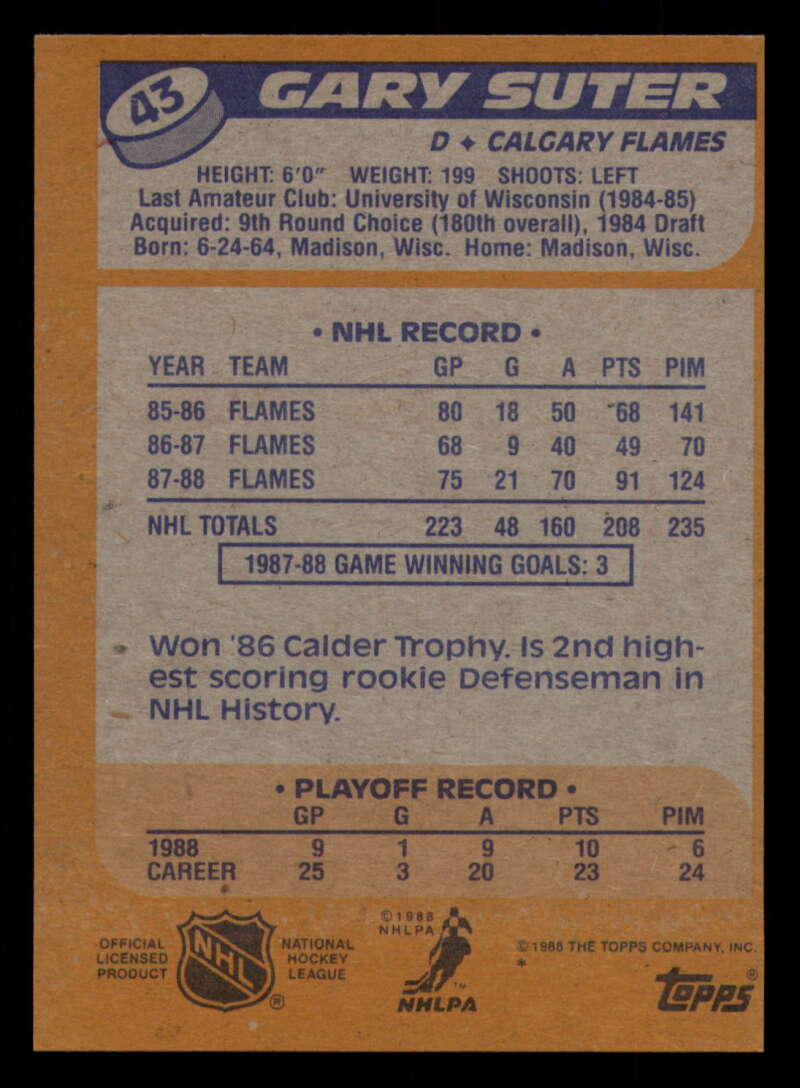 43
GARY SUTER
D ♦ CALGARY FLAMES
HEIGHT: 6'0" WEIGHT: 199 SHOOTS: LEFT
Last Amateur Club: University of Wisconsin (1984-85)
Acquired: 9th Round Choice (180th overall), 1984 Draft
Born: 6-24-64, Madison, Wisc. Home: Madison, Wisc.
• NHL RECORD •
YEAR TEAM GP G A PTS PIM
85-86 FLAMES 80 18 50 68 141
86-87 FLAMES 68 9 40 49 70
87-88 FLAMES 75 21 70 91 124
NHL TOTALS 223 48 160 208 235
1987-88 GAME WINNING GOALS: 3
Won '86 Calder Trophy. Is 2nd high-
est scoring rookie Defenseman in
NHL History.
• PLAYOFF RECORD •
GP G A PTS PIM
1988 9 1 9 10 6
CAREER 25 3 20 23 24
OFFICIAL
LICENSED
PRODUCT
NHL
®
NATIONAL
HOCKEY
LEAGUE
©1988
NHLPA
TM
NHLPA
©1988 THE TOPPS COMPANY, INC.
*
TOPPS®